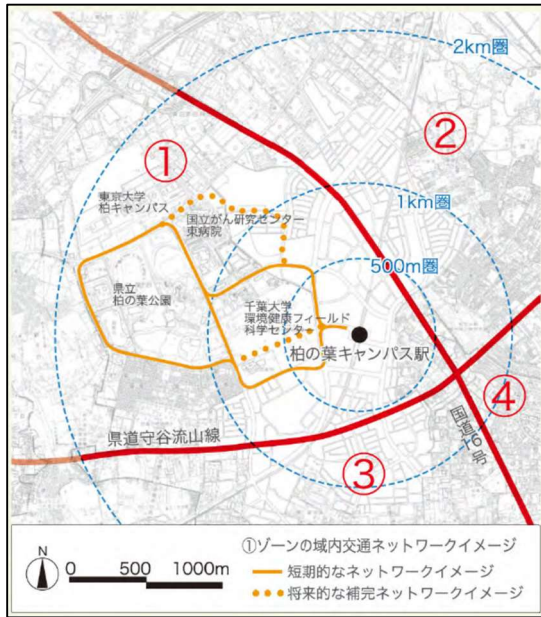 2km圏
②
①
1km圏
東京大学
柏キャンパス
国立がん研究センター
東病院
500m圏
県立
柏の葉公園
千葉大学
環境健康フィールド
科学センター
柏の葉キャンパス駅
④
県道守谷流山線
国道16号
③
①ゾーンの域内交通ネットワークイメージ
N
0 500 1000m
短期的なネットワークイメージ
将来的な補完ネットワークイメージ